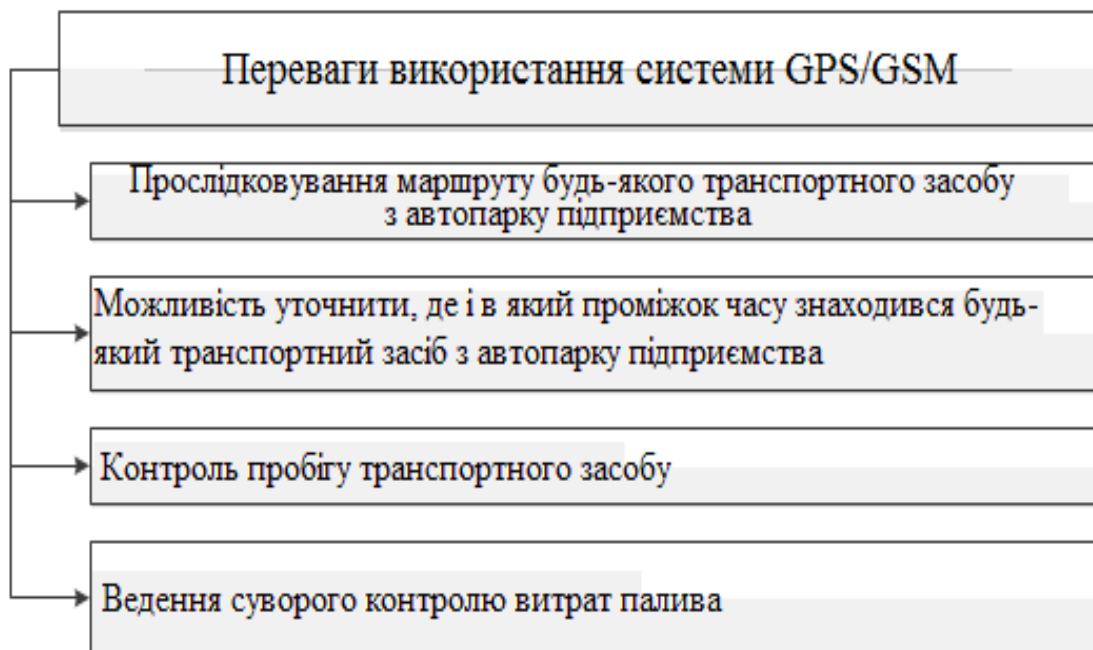 Переваги використання системи GPS/GSM
Прослідковування маршруту будь-якого транспортного засобу
з автопарку підприємства
Можливість уточнити, де і в який проміжок часу знаходився будь-
який транспортний засіб з автопарку підприємства
Контроль пробігу транспортного засобу
Ведення суворого контролю витрат палива